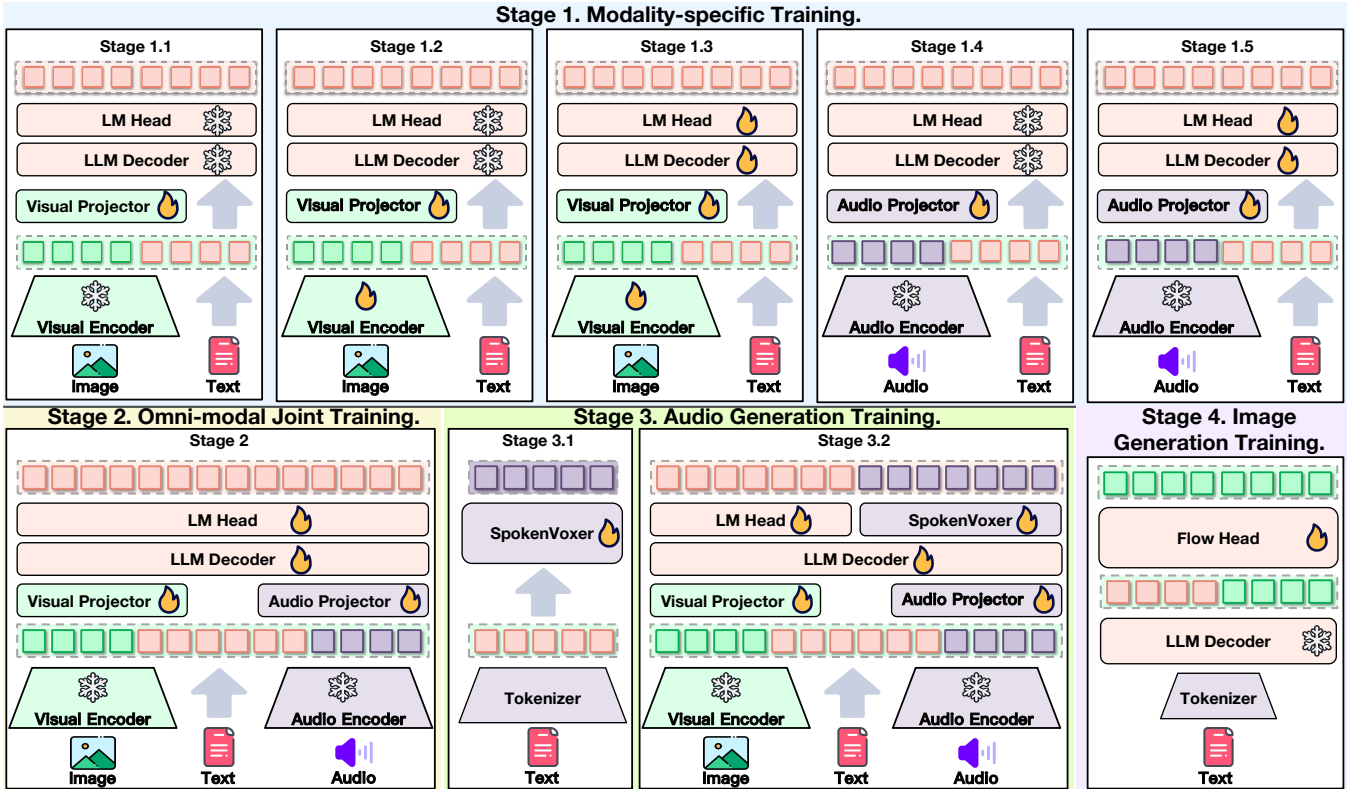 Stage 1. Modality-specific Training.
Stage 1.1
LM Head
LLM Decoder
Visual Projector
Visual Encoder
Image
Text
Stage 1.2
LM Head
LLM Decoder
Visual Projector
Visual Encoder
Image
Text
Stage 1.3
LM Head
LLM Decoder
Visual Projector
Visual Encoder
Image
Text
Stage 1.4
LM Head
LLM Decoder
Audio Projector
Audio Encoder
Audio
Text
Stage 1.5
LM Head
LLM Decoder
Audio Projector
Audio Encoder
Audio
Text
Stage 2. Omni-modal Joint Training.
Stage 2
LM Head
LLM Decoder
Visual Projector
Audio Projector
Visual Encoder
Audio Encoder
Image
Text
Audio
Stage 3. Audio Generation Training.
Stage 3.1
SpokenVoxer
Tokenizer
Text
Stage 3.2
LM Head
SpokenVoxer
LLM Decoder
Visual Projector
Audio Projector
Visual Encoder
Audio Encoder
Image
Text
Audio
Stage 4. Image
Generation Training.
Flow Head
LLM Decoder
Tokenizer
Text